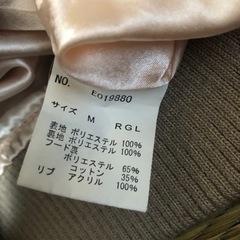 NO. E019880
サイズ M RGL
表地 ポリエステル 100%
裏地 ポリエステル 100%
フード裏
ポリエステル 65%
コットン 35%
リブ アクリル 100%